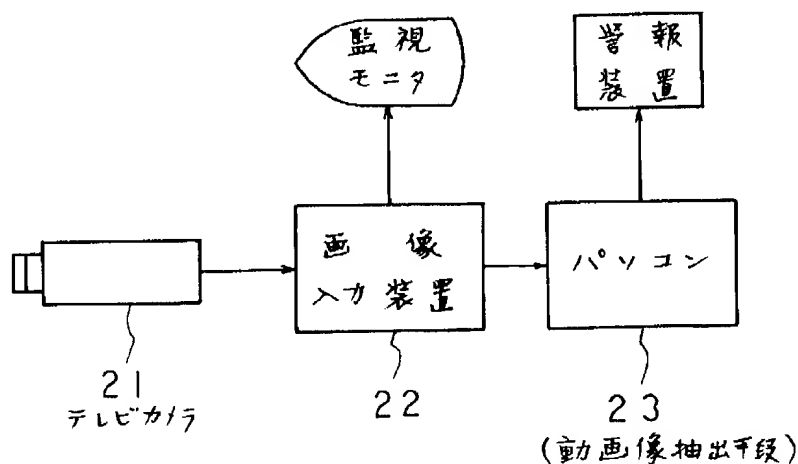 監視
モニタ
警報
装置
画像
入力装置
パソコン
21
テレビカメラ
22
23
(動画像抽出手段)